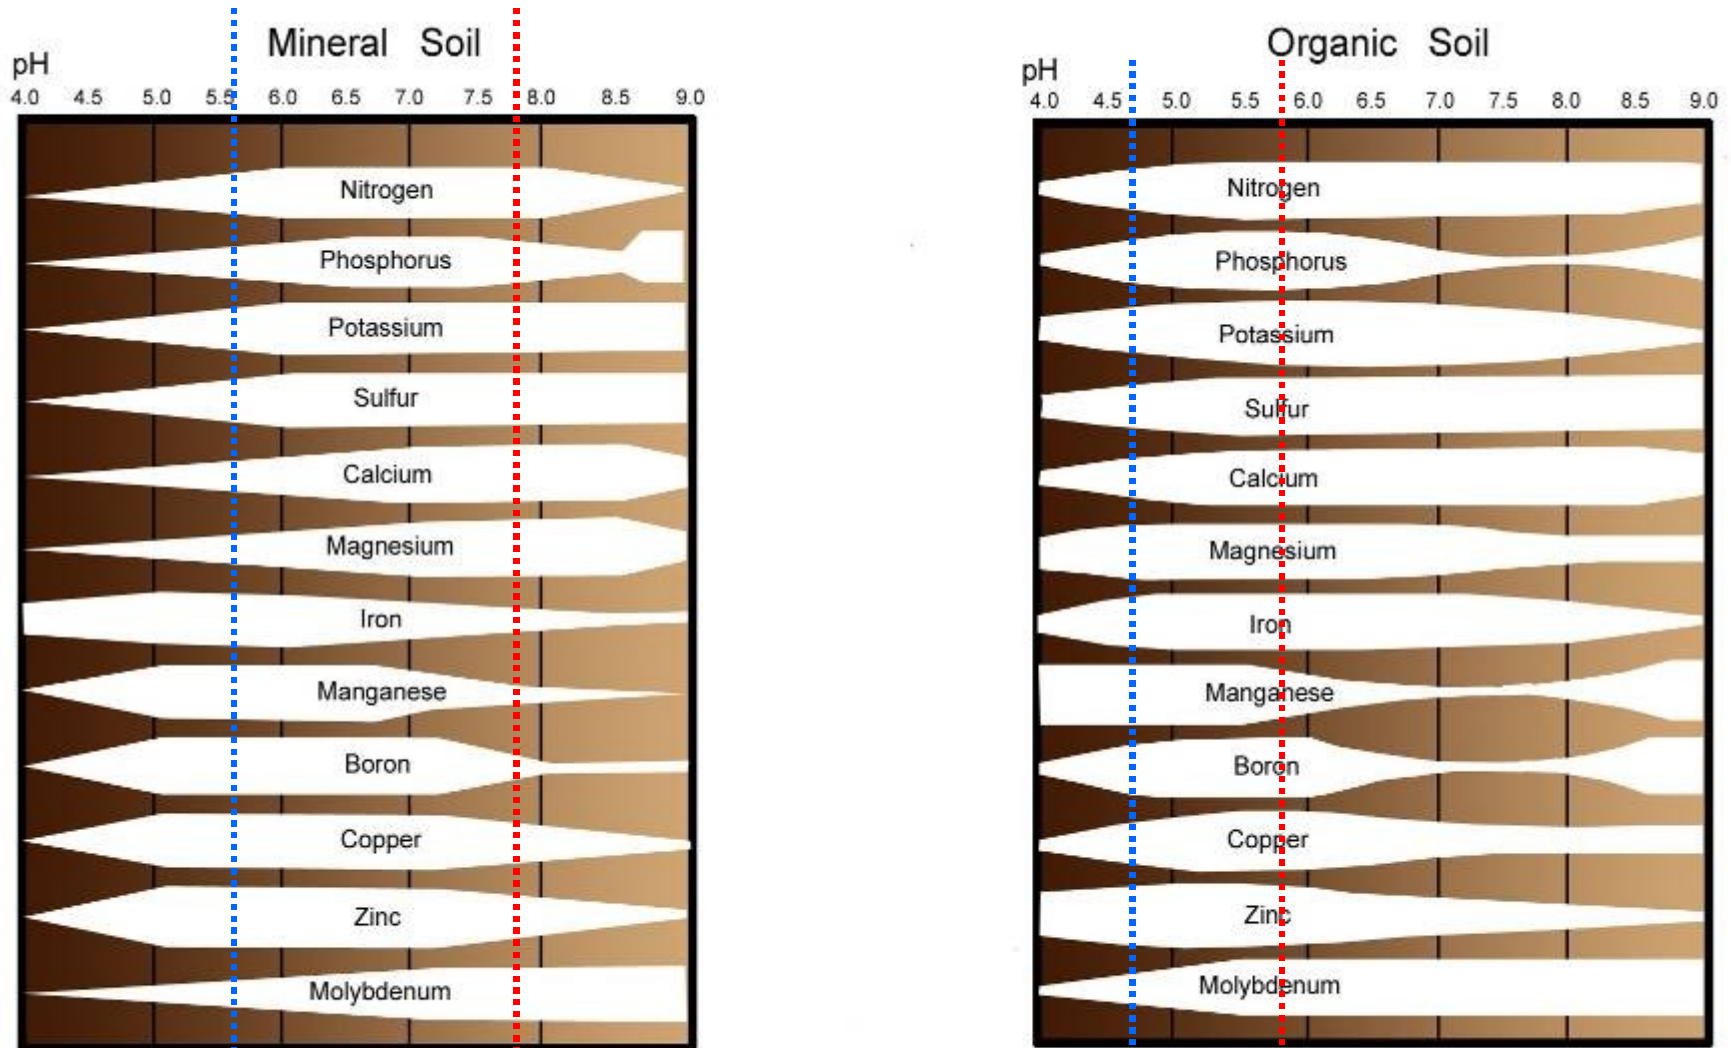 Mineral Soil
pH
4.0 4.5 5.0 5.5 6.0 6.5 7.0 7.5 8.0 8.5 9.0
Nitrogen
Phosphorus
Potassium
Sulfur
Calcium
Magnesium
Iron
Manganese
Boron
Copper
Zinc
Molybdenum
Organic Soil
pH
4.0 4.5 5.0 5.5 6.0 6.5 7.0 7.5 8.0 8.5 9.0
Nitrogen
Phosphorus
Potassium
Sulfur
Calcium
Magnesium
Iron
Manganese
Boron
Copper
Zinc
Molybdenum